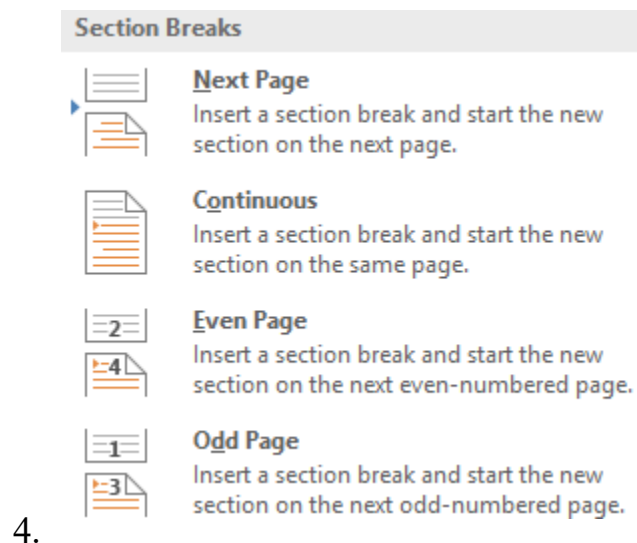 Section Breaks
Next Page
Insert a section break and start the new
section on the next page.
Continuous
Insert a section break and start the new
section on the same page.
2
4
Even Page
Insert a section break and start the new
section on the next even-numbered page.
1
3
Odd Page
Insert a section break and start the new
section on the next odd-numbered page.
4.